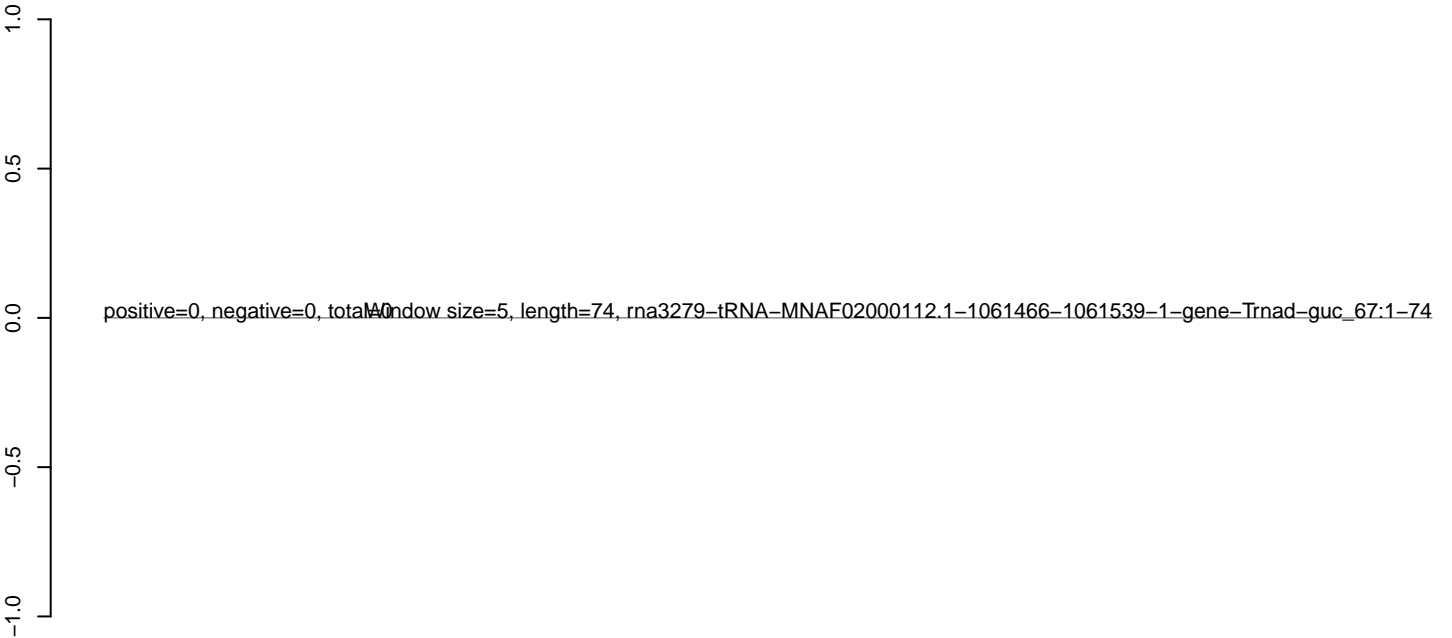 1.0
0.5
0.0
−0.5
−1.0
positive=0, negative=0, total=0
Window size=5, length=74, rna3279−tRNA−MNAF02000112.1−1061466−1061539−1−gene−Trnad−guc_67:1−74